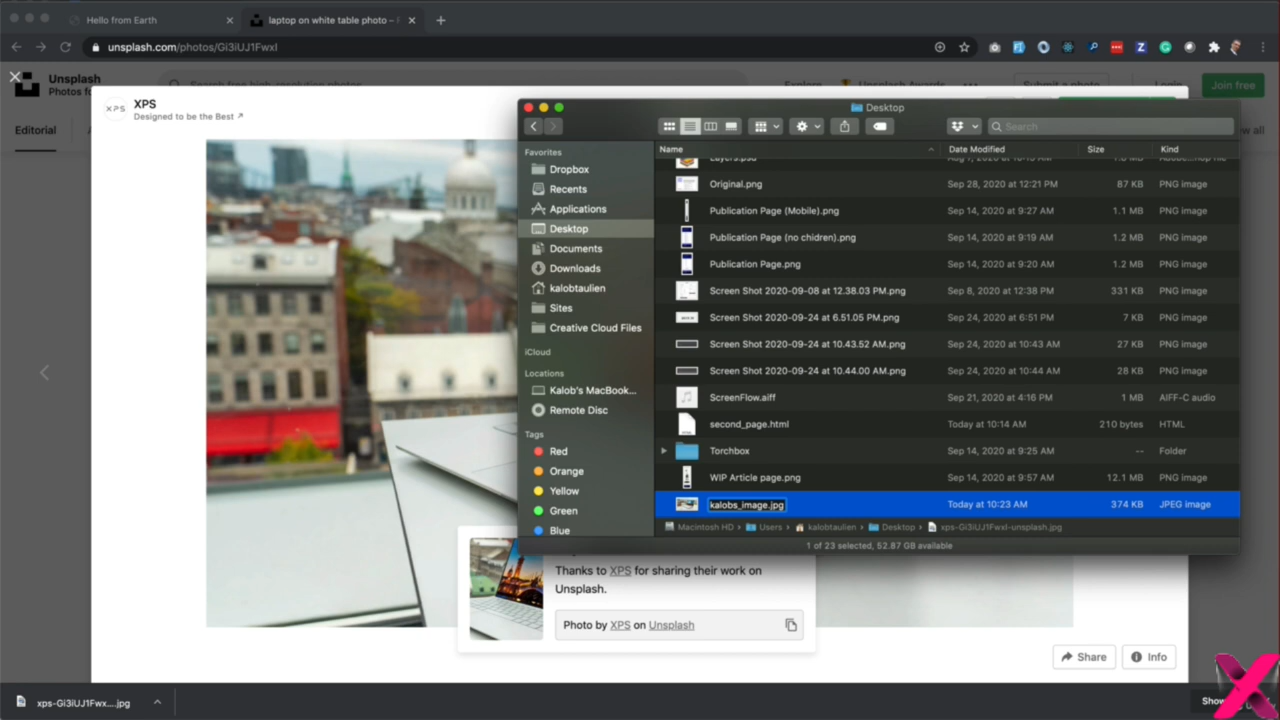 Hello from Earth
laptop on white table photo – F
unsplash.com/photos/Gi3iUJ1FwxI
Unsplash
Photos fo
Search free high-resolution photos
Explore
Unsplash Awards
Submit a photo
Login
Join free
Editorial
XPS
XPS
Designed to be the Best ↗
Desktop
Search
Favorites
Dropbox
Recents
Applications
Desktop
Documents
Downloads
kalobtaulien
Sites
Creative Cloud Files
iCloud
Locations
Kalob's MacBook...
Remote Disc
Tags
Red
Orange
Yellow
Green
Blue
Name Date Modified Size Kind
Layers.psd
Original.png Sep 28, 2020 at 12:21 PM 87 KB PNG image
Publication Page (Mobile).png Sep 14, 2020 at 9:27 AM 1.1 MB PNG image
Publication Page (no chidren).png Sep 14, 2020 at 9:19 AM 1.2 MB PNG image
Publication Page.png Sep 14, 2020 at 9:20 AM 1.2 MB PNG image
Screen Shot 2020-09-08 at 12.38.03 PM.png Sep 8, 2020 at 12:38 PM 331 KB PNG image
Screen Shot 2020-09-24 at 6.51.05 PM.png Sep 24, 2020 at 6:51 PM 7 KB PNG image
Screen Shot 2020-09-24 at 10.43.52 AM.png Sep 24, 2020 at 10:43 AM 27 KB PNG image
Screen Shot 2020-09-24 at 10.44.00 AM.png Sep 24, 2020 at 10:44 AM 28 KB PNG image
ScreenFlow.aiff Sep 21, 2020 at 4:16 PM 1 MB AIFF-C audio
second_page.html Today at 10:14 AM 210 bytes HTML
Torchbox Sep 14, 2020 at 9:25 AM -- Folder
WIP Article page.png Sep 14, 2020 at 9:57 AM 12.1 MB PNG image
kalobs_image.jpg Today at 10:23 AM 374 KB JPEG image
Macintosh HD › Users › kalobtaulien › Desktop › xps-Gi3iUJ1FwxI-unsplash.jpg
1 of 23 selected, 52.87 GB available
Thanks to XPS for sharing their work on
Unsplash.
Photo by XPS on Unsplash
Share
Info
xps-Gi3iUJ1Fwx....jpg
Show